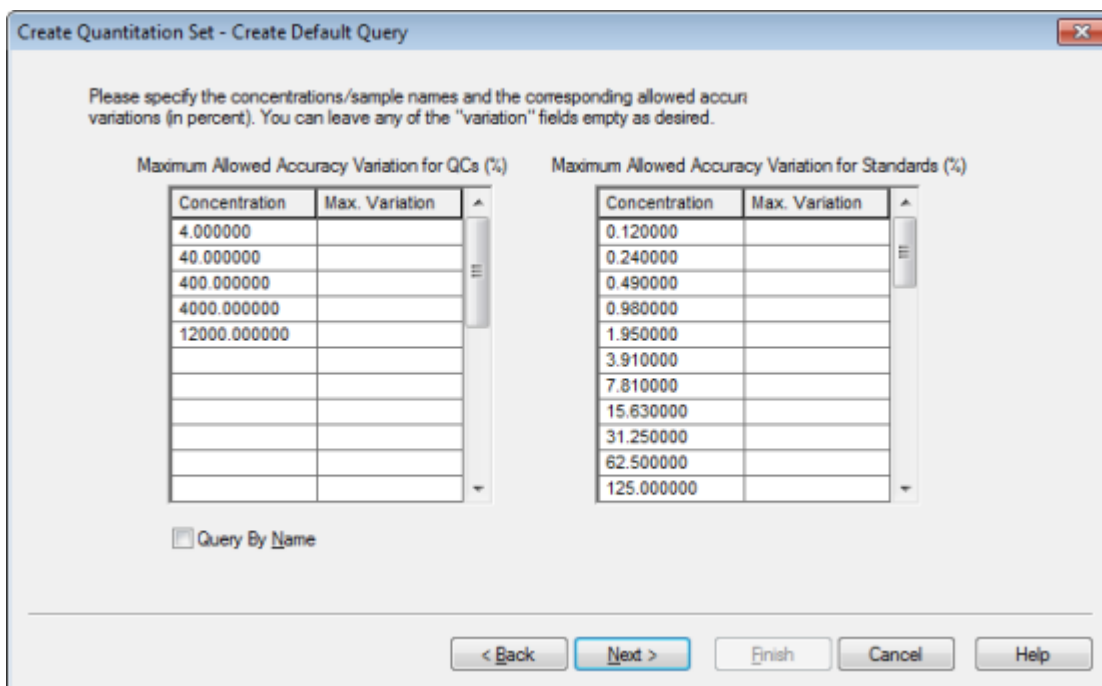 Create Quantitation Set - Create Default Query
Please specify the concentrations/sample names and the corresponding allowed accura
variations (in percent). You can leave any of the "variation" fields empty as desired.
Maximum Allowed Accuracy Variation for QCs (%)
Concentration Max. Variation
4.000000
40.000000
400.000000
4000.000000
12000.000000
Query By Name
Maximum Allowed Accuracy Variation for Standards (%)
Concentration Max. Variation
0.120000
0.240000
0.490000
0.980000
1.950000
3.910000
7.810000
15.630000
31.250000
62.500000
125.000000
< Back Next > Finish Cancel Help